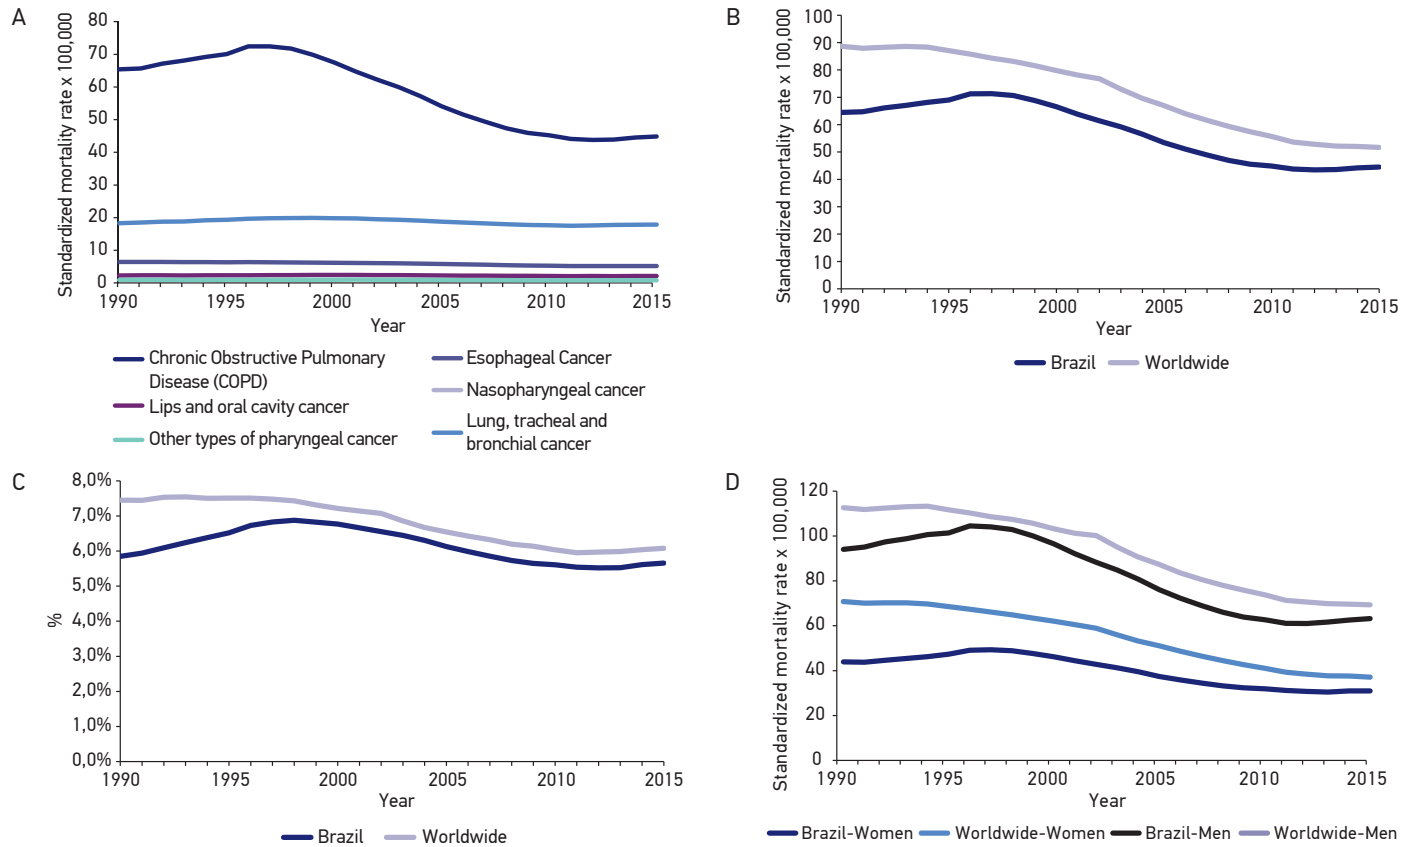 A
Standardized mortality rate x 100,000
80
70
60
50
40
30
20
10
0
1990 1995 2000 2005 2010 2015
Year
Chronic Obstructive Pulmonary
Disease (COPD)
Lips and oral cavity cancer
Other types of pharyngeal cancer
Esophageal Cancer
Nasopharyngeal cancer
Lung, tracheal and
bronchial cancer
B
Standardized mortality rate x 100,000
100
90
80
70
60
50
40
30
20
10
0
1990 1995 2000 2005 2010 2015
Year
Brazil Worldwide
C
%
8,0%
7,0%
6,0%
5,0%
4,0%
3,0%
2,0%
1,0%
0,0%
1990 1995 2000 2005 2010 2015
Year
Brazil Worldwide
D
Standardized mortality rate x 100,000
120
100
80
60
40
20
0
1990 1995 2000 2005 2010 2015
Year
Brazil-Women Worldwide-Women Brazil-Men Worldwide-Men